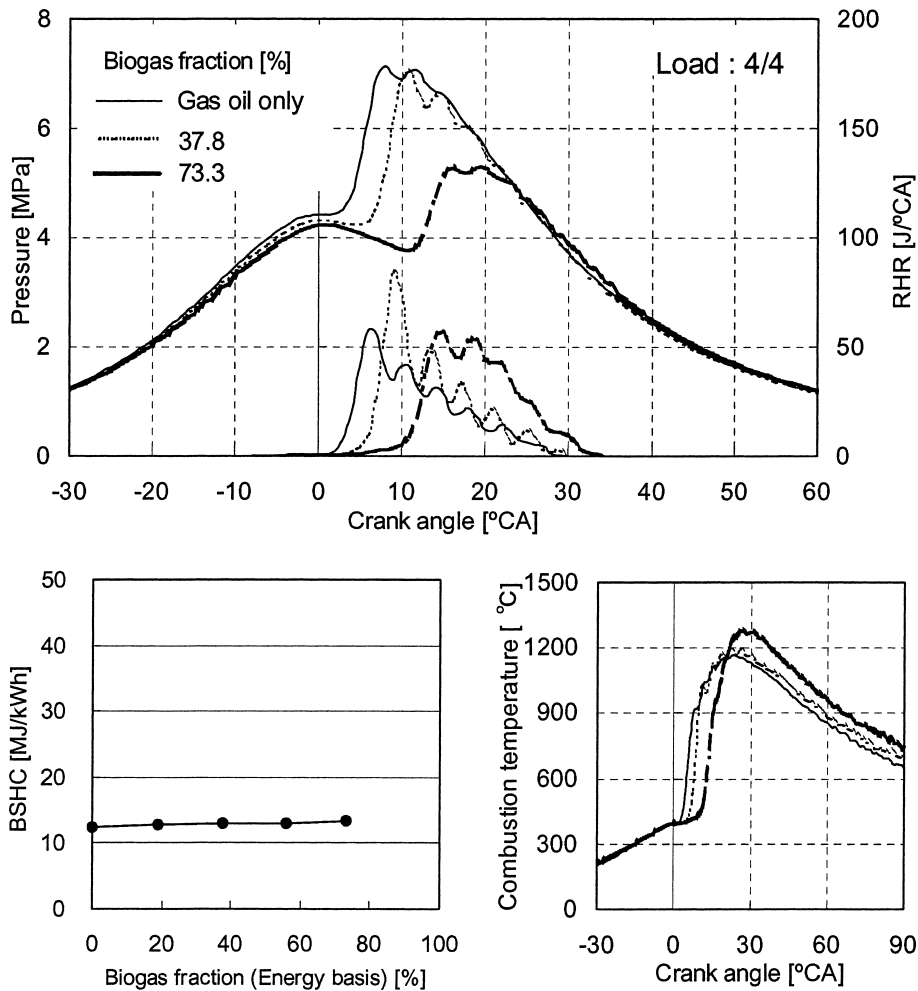 8
6
4
2
0
Pressure [MPa]
Biogas fraction [%]
Gas oil only
37.8
73.3
Load : 4/4
200
150
100
50
0
RHR [J/ºCA]
-30 -20 -10 0 10 20 30 40 50 60
Crank angle [ºCA]
50
40
30
20
10
0
BSHC [MJ/kWh]
0 20 40 60 80 100
Biogas fraction (Energy basis) [%]
1500
1200
900
600
300
0
Combustion temperature [ °C]
-30 0 30 60 90
Crank angle [ºCA]